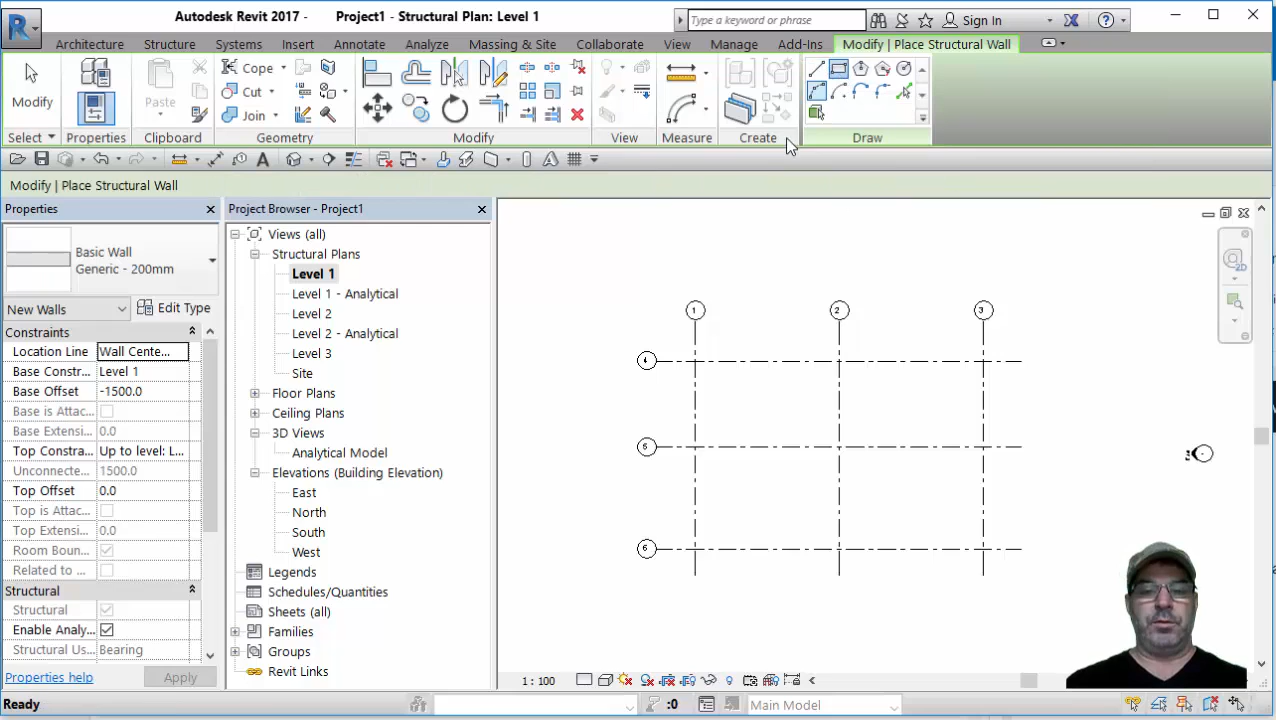 Autodesk Revit 2017 - Project1 - Structural Plan: Level 1
Type a keyword or phrase
Sign In
Architecture Structure Systems Insert Annotate Analyze Massing & Site Collaborate View Manage Add-Ins Modify | Place Structural Wall
Modify
Paste
Cope
Cut
Join
Select Properties Clipboard Geometry Modify View Measure Create Draw
Modify | Place Structural Wall
Properties
Basic Wall
Generic - 200mm
New Walls
Edit Type
Constraints
Location Line Wall Cente...
Base Constr... Level 1
Base Offset -1500.0
Base is Attac...
Base Extensi... 0.0
Top Constra... Up to level: L...
Unconnecte... 1500.0
Top Offset 0.0
Top is Attac...
Top Extensi... 0.0
Room Boun...
Related to ...
Structural
Structural
Enable Analy...
Structural Us... Bearing
Properties help
Apply
Project Browser - Project1
Views (all)
Structural Plans
Level 1
Level 1 - Analytical
Level 2
Level 2 - Analytical
Level 3
Site
Floor Plans
Ceiling Plans
3D Views
Analytical Model
Elevations (Building Elevation)
East
North
South
West
Legends
Schedules/Quantities
Sheets (all)
Families
Groups
Revit Links
2D
1 2 3
4
5
6
1 : 100
Ready
:0
Main Model